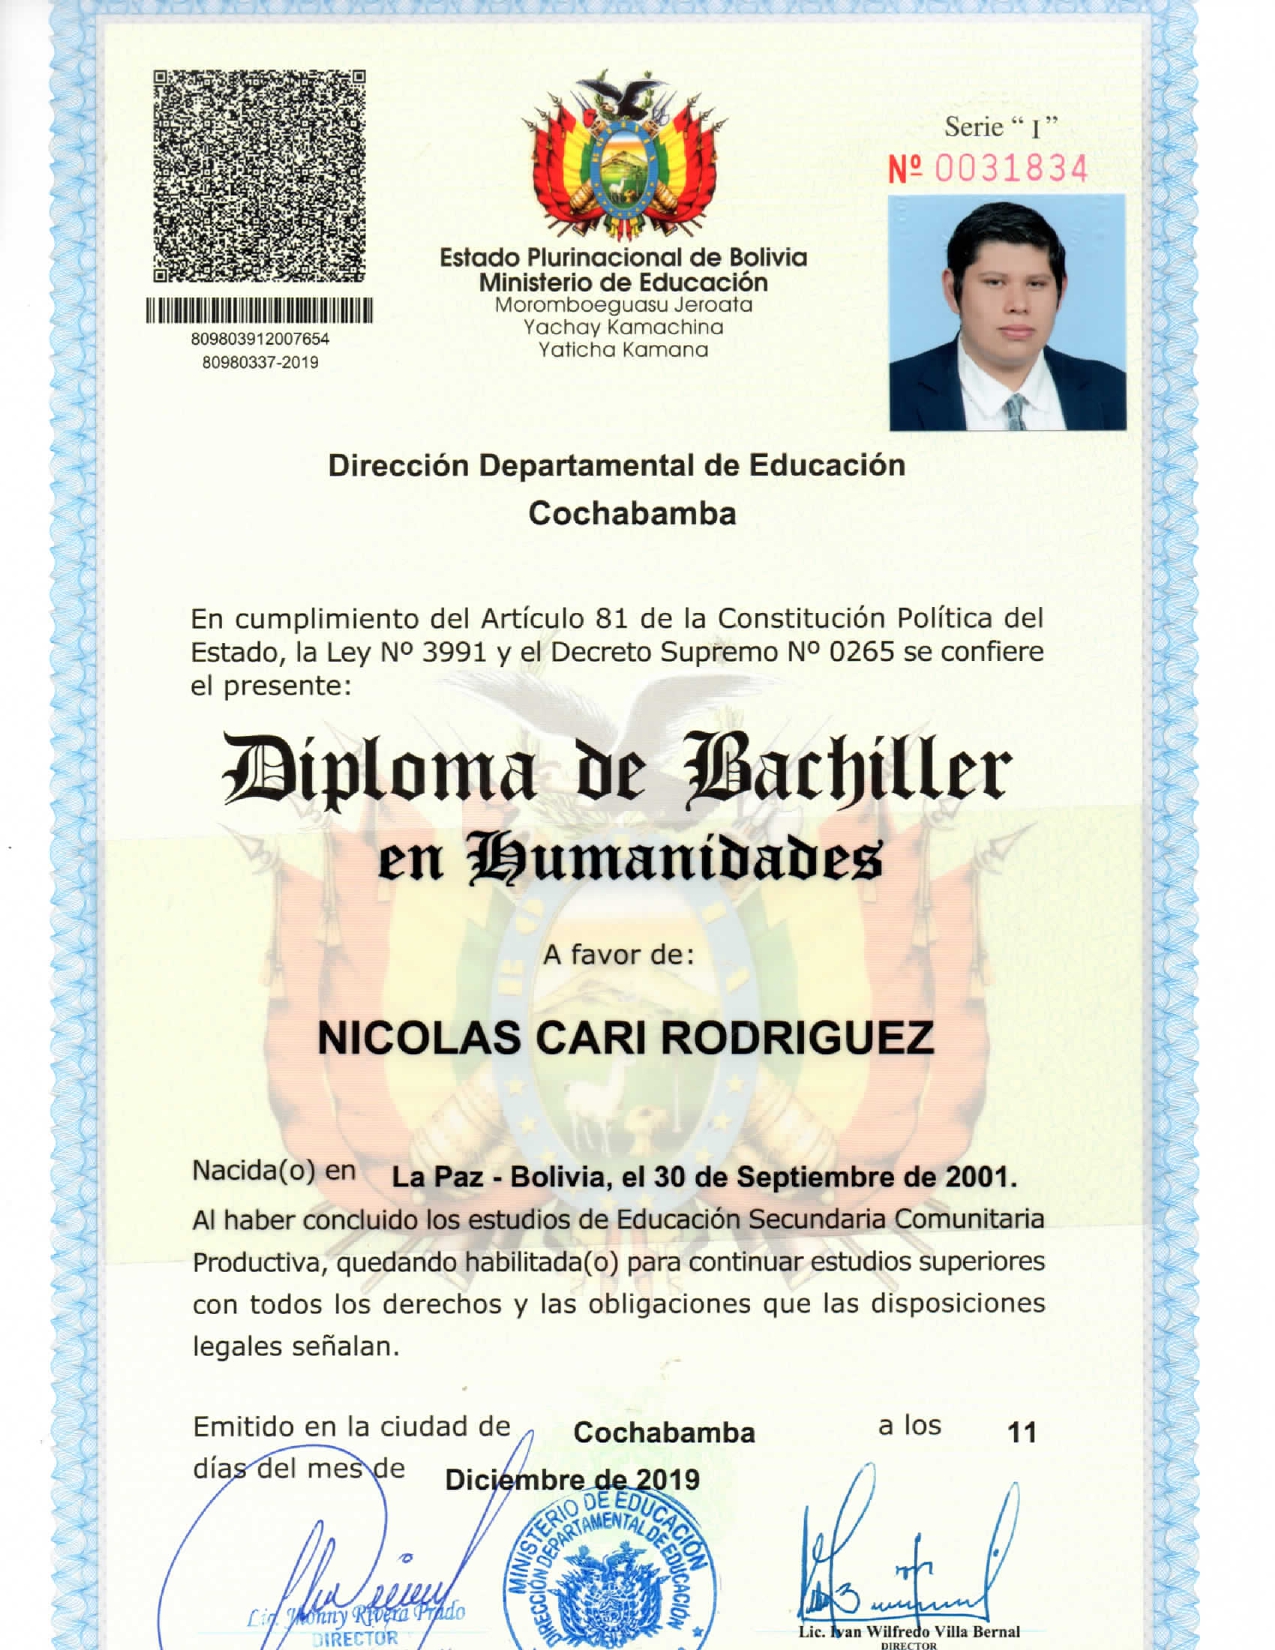 Serie “ I ”
Nº 0031834
Estado Plurinacional de Bolivia
Ministerio de Educación
Moromboeguasu Jeroata
Yachay Kamachina
Yaticha Kamana
809803912007654
80980337-2019
Dirección Departamental de Educación
Cochabamba
En cumplimiento del Artículo 81 de la Constitución Política del
Estado, la Ley Nº 3991 y el Decreto Supremo Nº 0265 se confiere
el presente:
Diploma de Bachiller
en Humanidades
A favor de:
NICOLAS CARI RODRIGUEZ
Nacida(o) en La Paz - Bolivia, el 30 de Septiembre de 2001.
Al haber concluido los estudios de Educación Secundaria Comunitaria
Productiva, quedando habilitada(o) para continuar estudios superiores
con todos los derechos y las obligaciones que las disposiciones
legales señalan.
Emitido en la ciudad de Cochabamba a los 11
días del mes de Diciembre de 2019
MINISTERIO DE EDUCACIÓN
DIRECCIÓN DEPARTAMENTAL DE EDUCACIÓN
Lic. Jhonny Rivera Prado
DIRECTOR
Lic. Ivan Wilfredo Villa Bernal
DIRECTOR